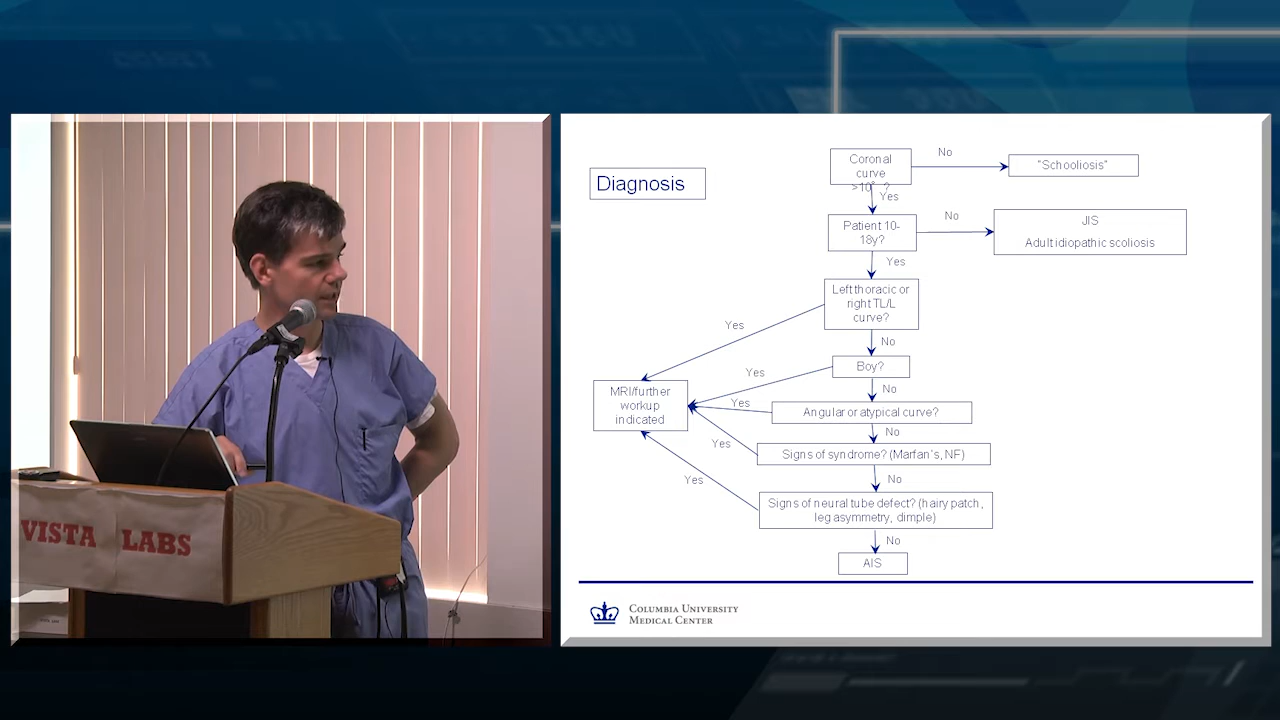 VISTA LABS
Diagnosis
Coronal
curve
>10° ?
No
"Schooliosis"
Yes
Patient 10-
18y?
No
JIS
Adult idiopathic scoliosis
Yes
Left thoracic or
right TL/L
curve?
Yes
No
Boy?
Yes
No
MRI/further
workup
indicated
Angular or atypical curve?
Yes
No
Signs of syndrome? (Marfan's, NF)
Yes
No
Signs of neural tube defect? (hairy patch,
leg asymmetry, dimple)
Yes
No
AIS
COLUMBIA UNIVERSITY
MEDICAL CENTER